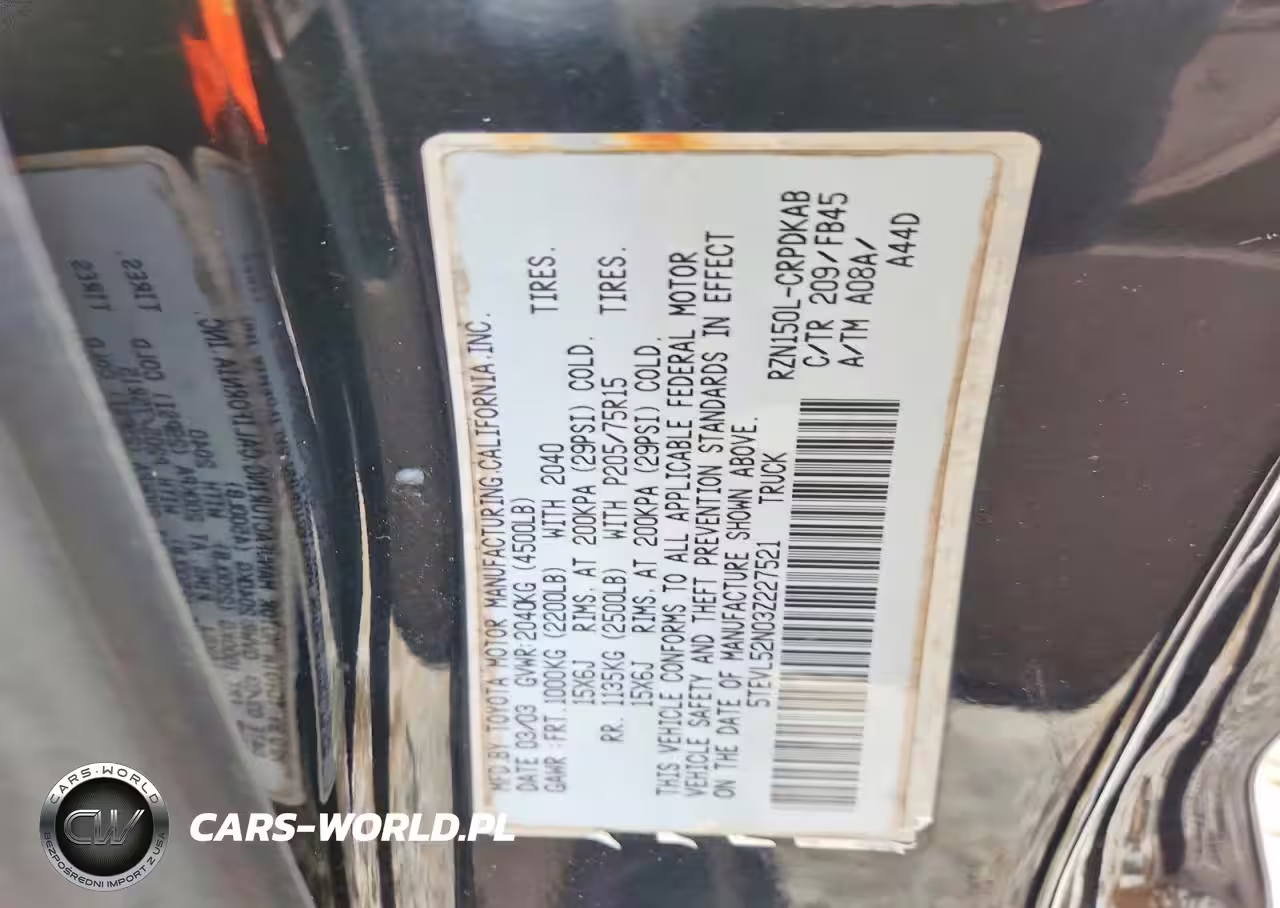 MFD.BY TOYOTA MOTOR MANUFACTURING,CALIFORNIA,INC.
DATE 03/03 GVWR:2040KG (4500LB)
GAWR:FRT.1000KG (2200LB) WITH 2040 TIRES.
15X6J RIMS, AT 200KPA (29PSI) COLD.
RR. 1135KG (2500LB) WITH P205/75R15 TIRES.
15X6J RIMS, AT 200KPA (29PSI) COLD.
THIS VEHICLE CONFORMS TO ALL APPLICABLE FEDERAL MOTOR
VEHICLE SAFETY AND THEFT PREVENTION STANDARDS IN EFFECT
ON THE DATE OF MANUFACTURE SHOWN ABOVE.
5TEVL52N03Z227521 TRUCK
RZN150L-CRPDKAB
C/TR 209/FB45
A/TM A08A/
A44D
CARS-WORLD
CW
BEZPOŚREDNI IMPORT Z USA
CARS-WORLD.PL